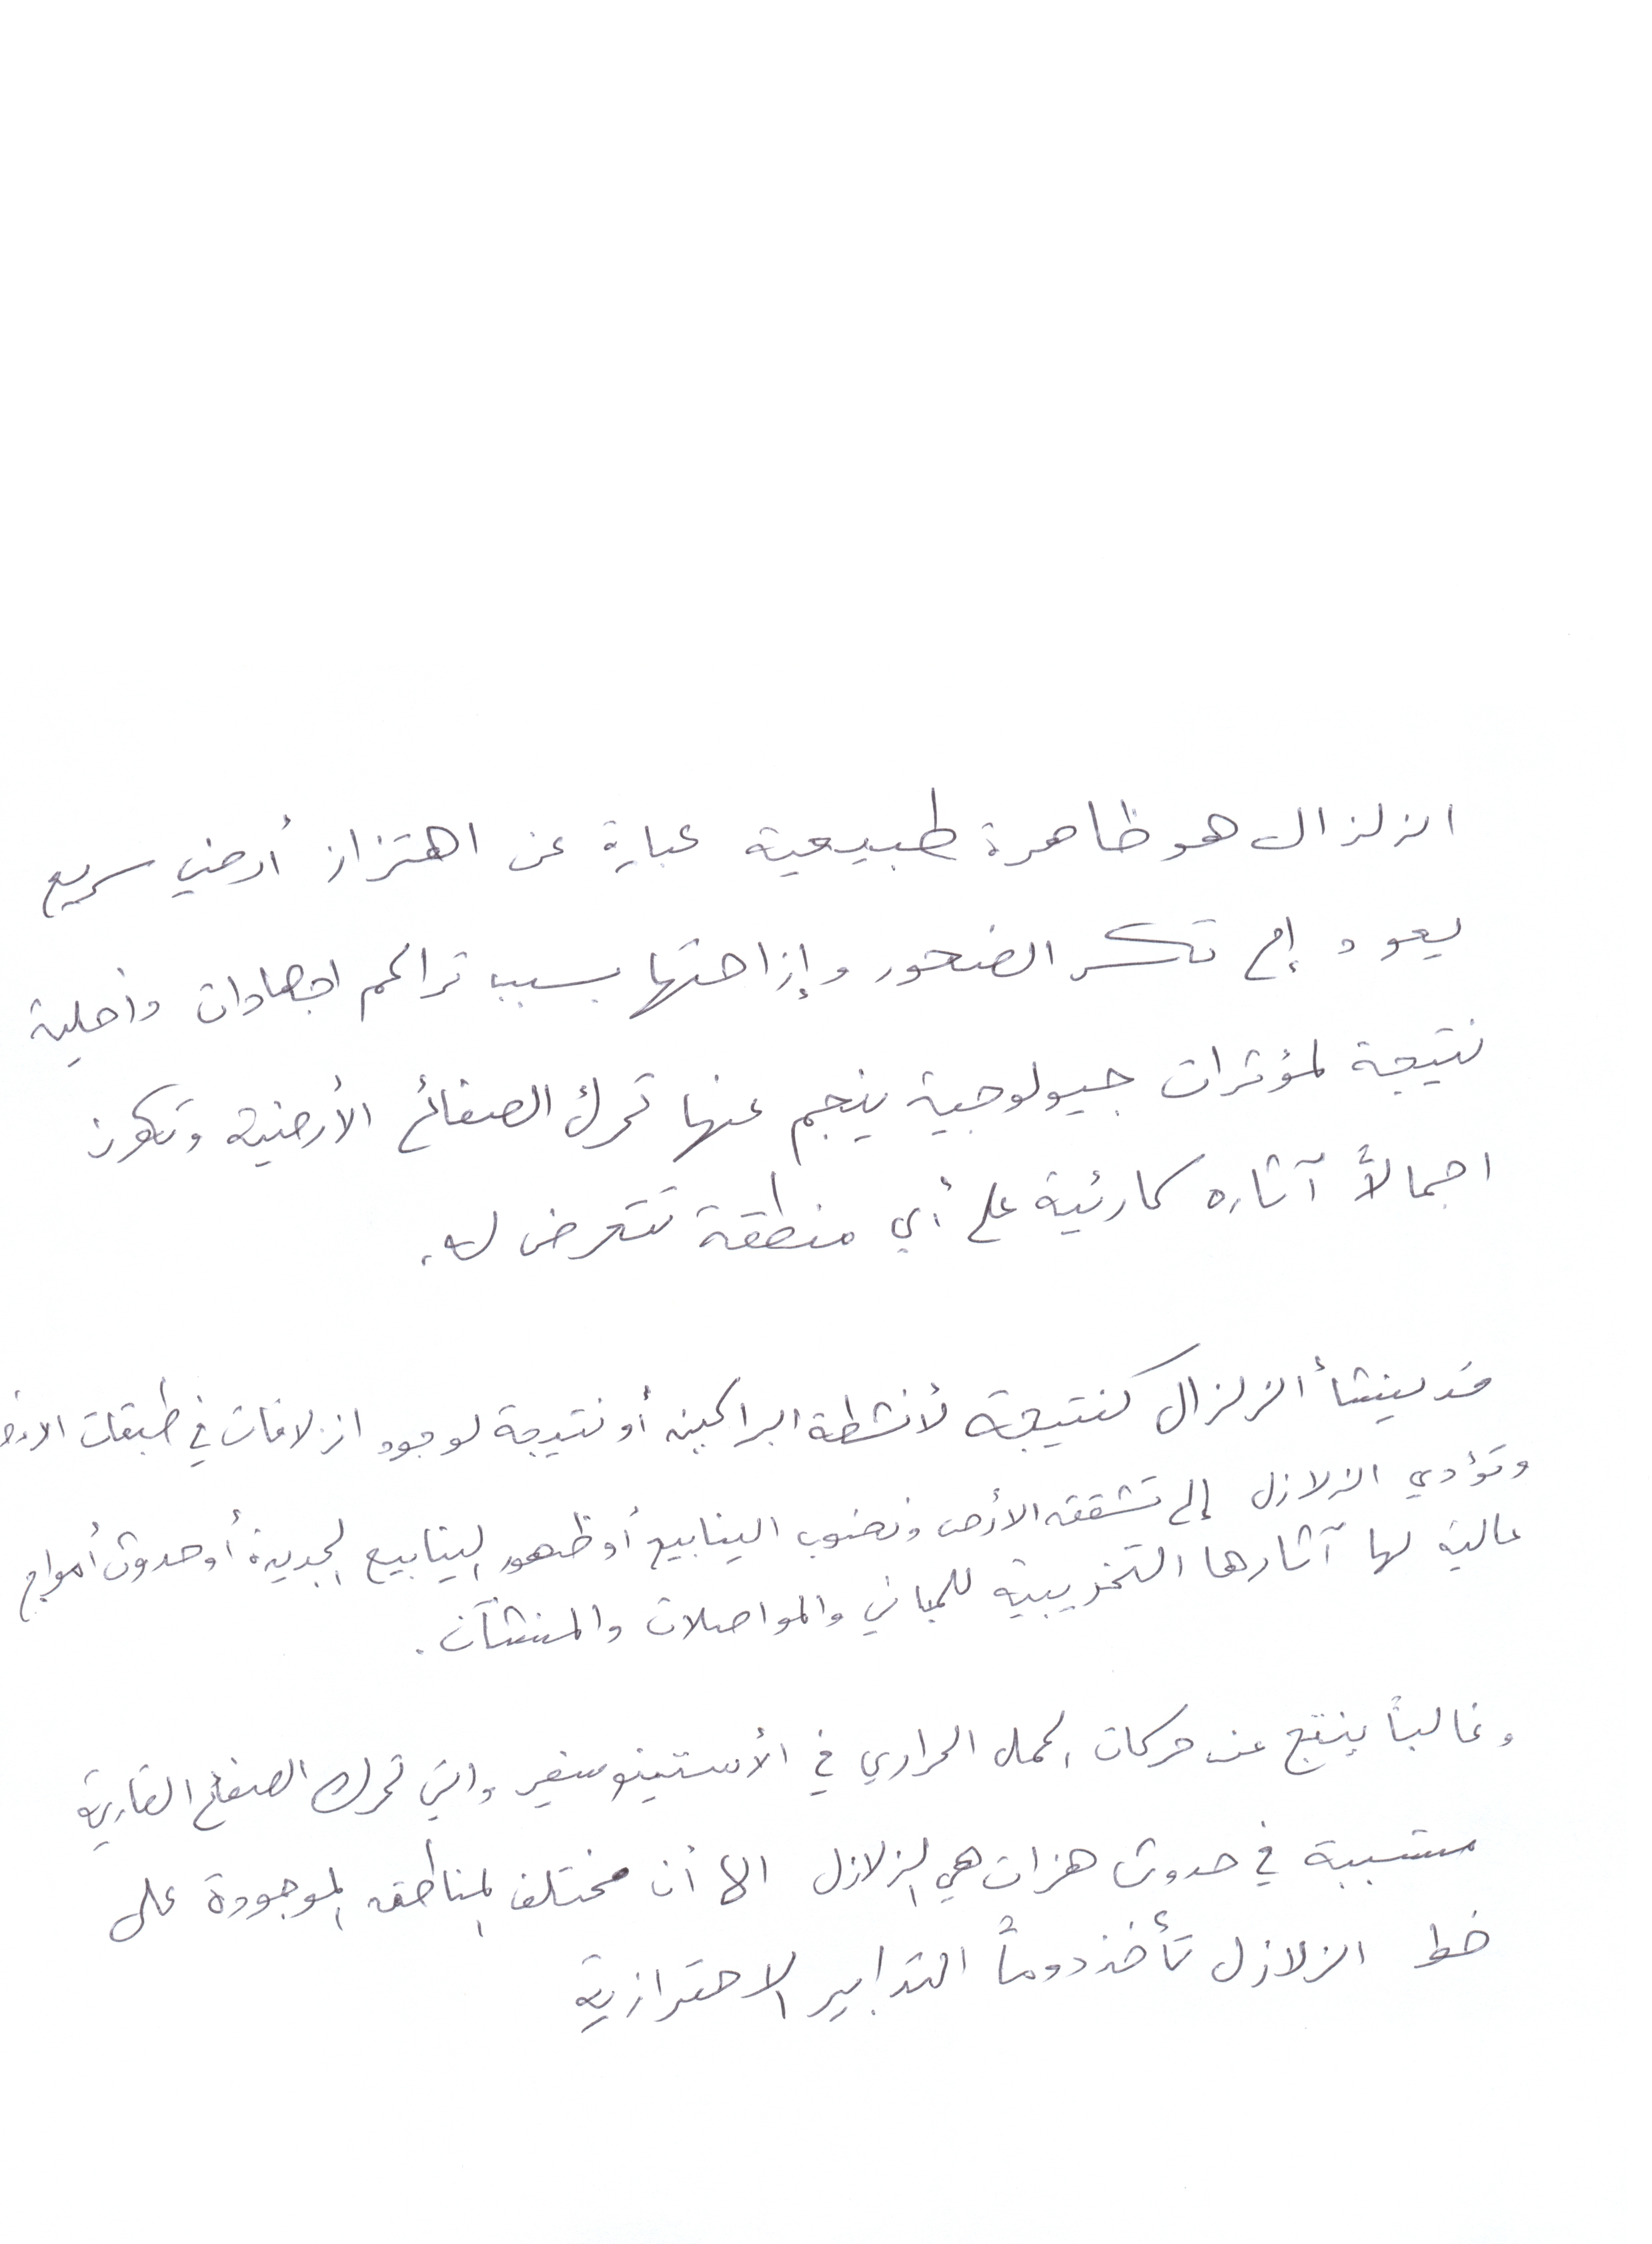 الزلزال هو ظاهرة طبيعية عبارة عن اهتزاز أرضي سريع
يعود إلى تكسر الصخور وإزاحتها بسبب تراكم اجهادات داخلية
نتيجة لمؤثرات جيولوجية ينجم عنها تحرك الصفائح الأرضية وتكون
اجمالاً آثاره كارثية على أي منطقة تتعرض له.
قد ينشأ الزلزال كنتيجة لأنشطة البراكين أو نتيجة لوجود انزلاقات في طبقات الارض
وتؤدي الزلازل إلى تشقق الأرض ونضوب الينابيع أو ظهور الينابيع الجديدة أو حدوث أمواج
عالية لها آثارها التخريبية للمباني والمواصلات والمنشآت.
وغالباً ينتج عن حركات الحمل الحراري في الأستينوسفير والتي تحرك الصفائح القارية
متسببة في حدوث هزات هي الزلازل الا أن مختلف المناطق الموجودة على
خط الزلازل تأخذ دوماً التدابير الاحترازية